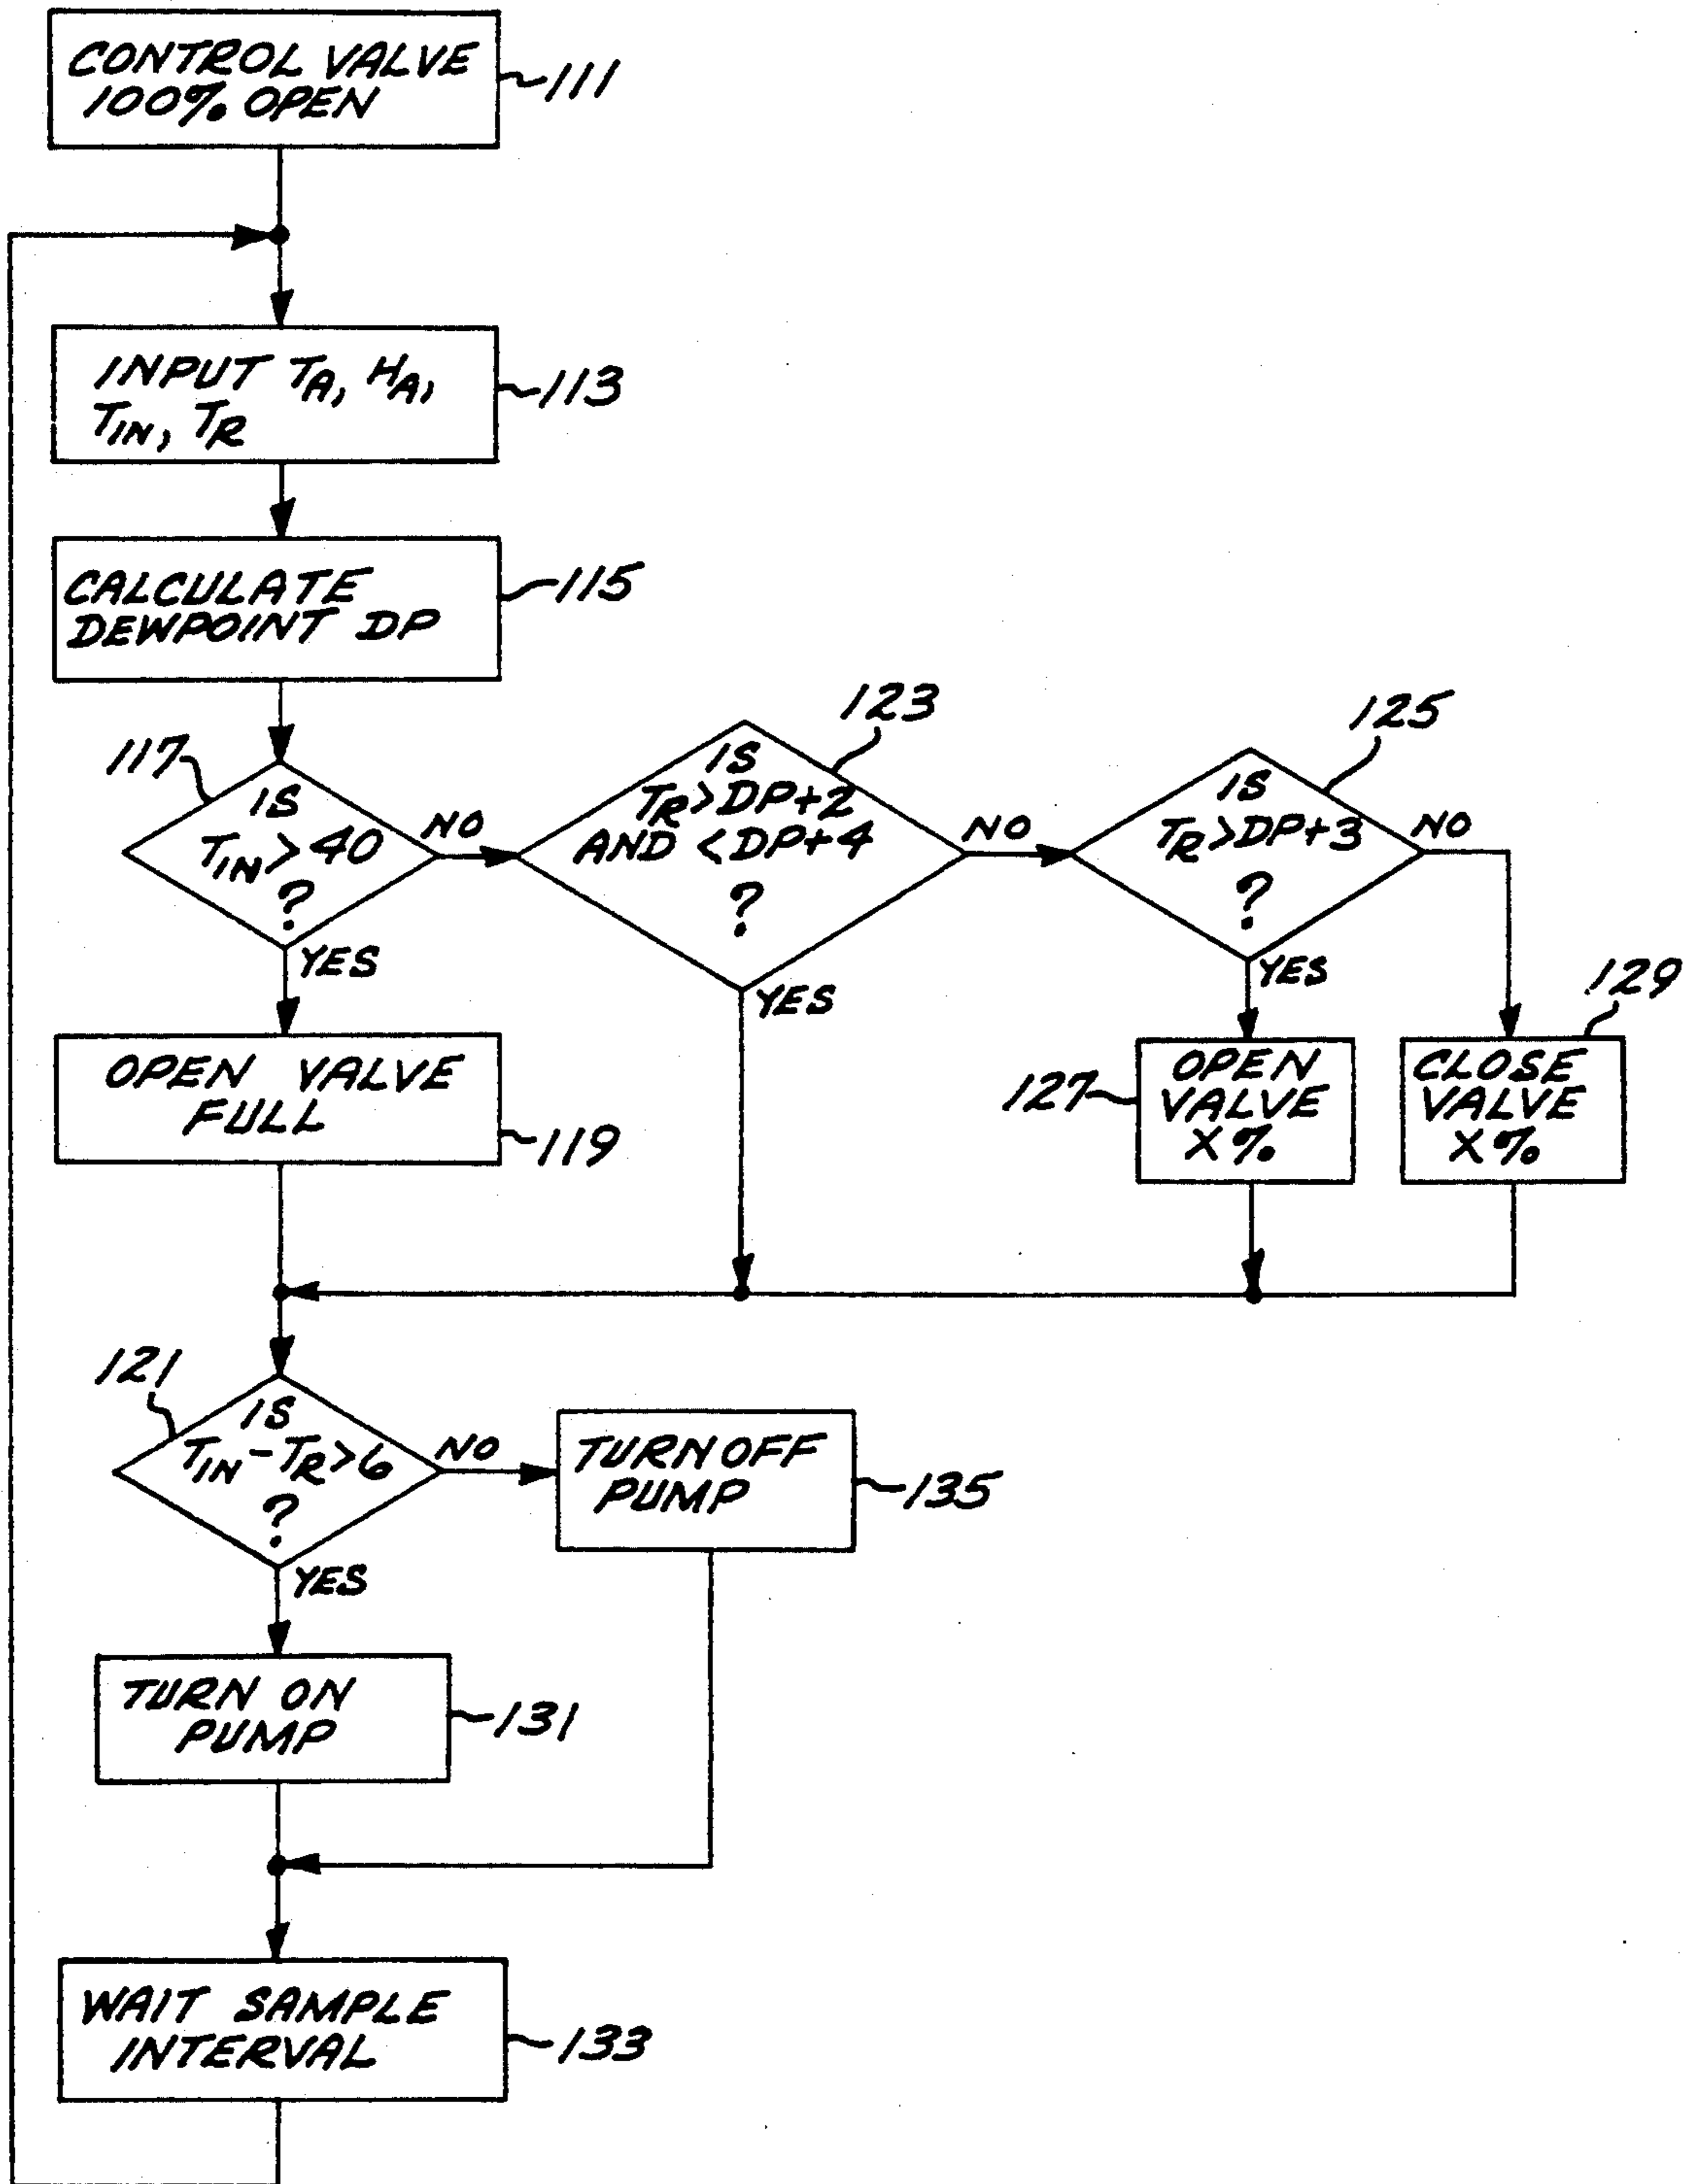 CONTROL VALVE
100% OPEN
111
INPUT TA, HA,
TIN, TR
113
CALCULATE
DEWPOINT DP
115
117
IS
TIN > 40
?
NO
YES
123
IS
TR > DP+2
AND < DP+4
?
NO
YES
125
IS
TR > DP+3
?
NO
YES
OPEN VALVE
FULL
119
127
OPEN
VALVE
X%
129
CLOSE
VALVE
X%
121
IS
TIN - TR > 6
?
NO
YES
TURN OFF
PUMP
135
TURN ON
PUMP
131
WAIT SAMPLE
INTERVAL
133